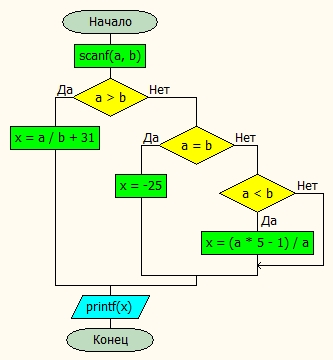 Начало
scanf(a, b)
Да
a > b
Нет
x = a / b + 31
Да
a = b
Нет
x = -25
a < b
Нет
Да
x = (a * 5 - 1) / a
printf(x)
Конец